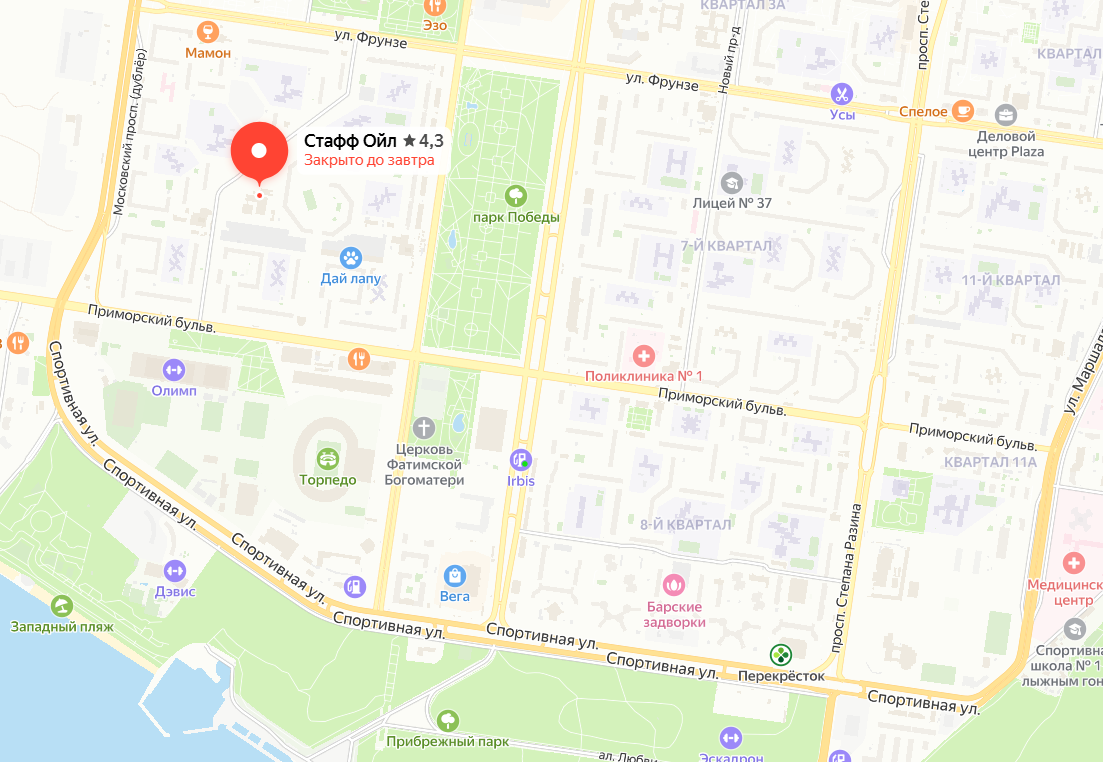 КВАРТАЛ 3А
Эзо
ул. Фрунзе
Мамон
просп. Сте
КВАРТАЛ
Новый пр-д
ул. Фрунзе
Усы
Спелое
Деловой
центр Plaza
Московский просп. (дублёр)
Стафф Ойл ★ 4,3
Закрыто до завтра
Лицей № 37
парк Победы
7-Й КВАРТАЛ
Дай лапу
11-Й КВАРТАЛ
Приморский бульв.
Спортивная ул.
Олимп
Поликлиника № 1
Приморский бульв.
ул. Маршала
Приморский бульв.
КВАРТАЛ 11А
Церковь
Фатимской
Богоматери
Торпедо
Irbis
Спортивная ул.
8-Й КВАРТАЛ
просп. Степана Разина
Спортивная ул.
Дэвис
Вега
Барские
задворки
Медицинск
центр
Западный пляж
Спортивная ул.
Спортивная ул.
Спортивная ул.
Перекрёсток
Спортивна
школа № 1
лыжным гон
Спортивная ул.
Прибрежный парк
ал. Любви
Эскадрон